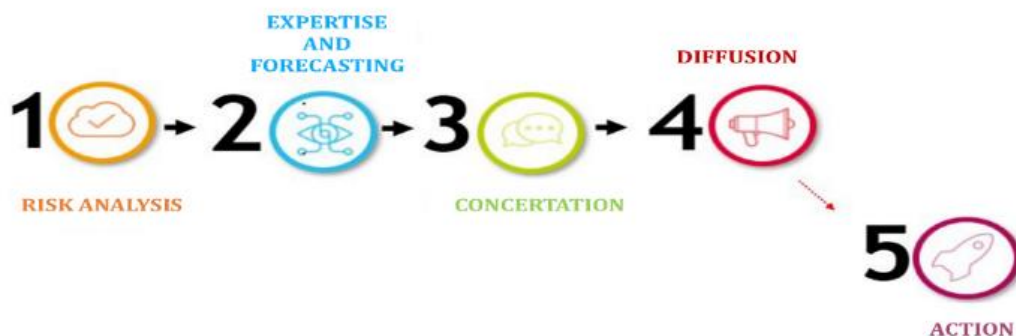 1
RISK ANALYSIS
2
EXPERTISE
AND
FORECASTING
3
CONCERTATION
4
DIFFUSION
5
ACTION